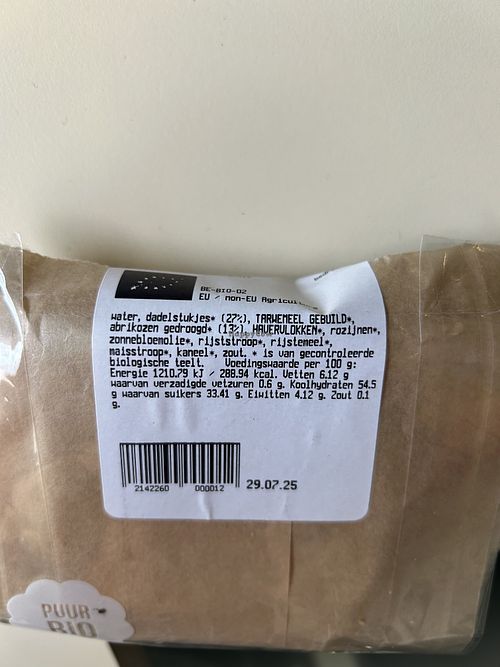 BE-BIO-02
EU / non-EU Agricul
water, dadelstukjes* (27%), TARWEMEEL GEBUILD*,
abrikozen gedroogd* (13%), HAVERVLOKKEN*, rozijnen*,
zonnebloemolie*, rijststroop*, rijstemeel*,
maisstroop*, kaneel*, zout. * is van gecontroleerde
biologische teelt. Voedingswaarde per 100 g:
Energie 1210.79 kJ / 288.94 kcal. Vetten 6.12 g
waarvan verzadigde vetzuren 0.6 g. Koolhydraten 54.5
g waarvan suikers 33.41 g. Eiwitten 4.12 g. Zout 0.1
g.
2142260 000012
29.07.25
PUUR
BIO